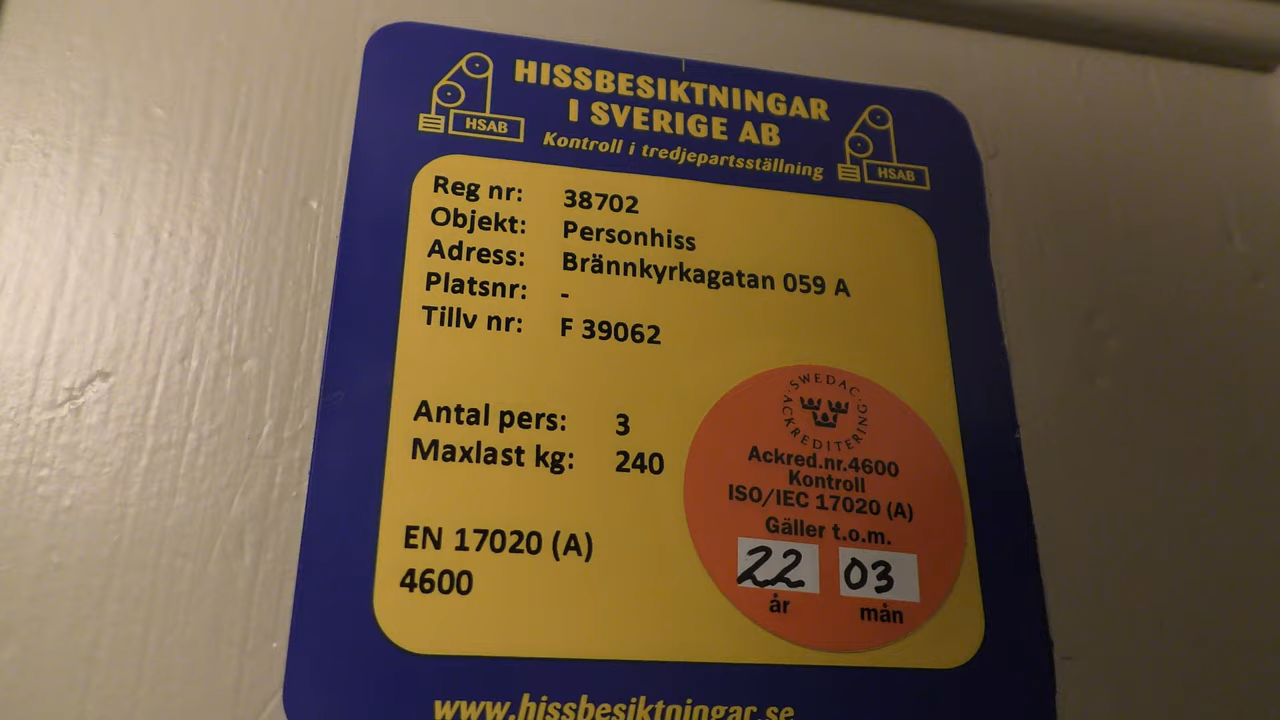 HISSBESIKTNINGAR
I SVERIGE AB
Kontroll i tredjepartsställning
HSAB
HSAB
Reg nr: 38702
Objekt: Personhiss
Adress: Brännkyrkagatan 059 A
Platsnr: -
Tillv nr: F 39062
Antal pers: 3
Maxlast kg: 240
EN 17020 (A)
4600
SWEDAC
ACKREDITERING
Ackred.nr.4600
Kontroll
ISO/IEC 17020 (A)
Gäller t.o.m.
22 03
år mån
www.hissbesiktningar.se